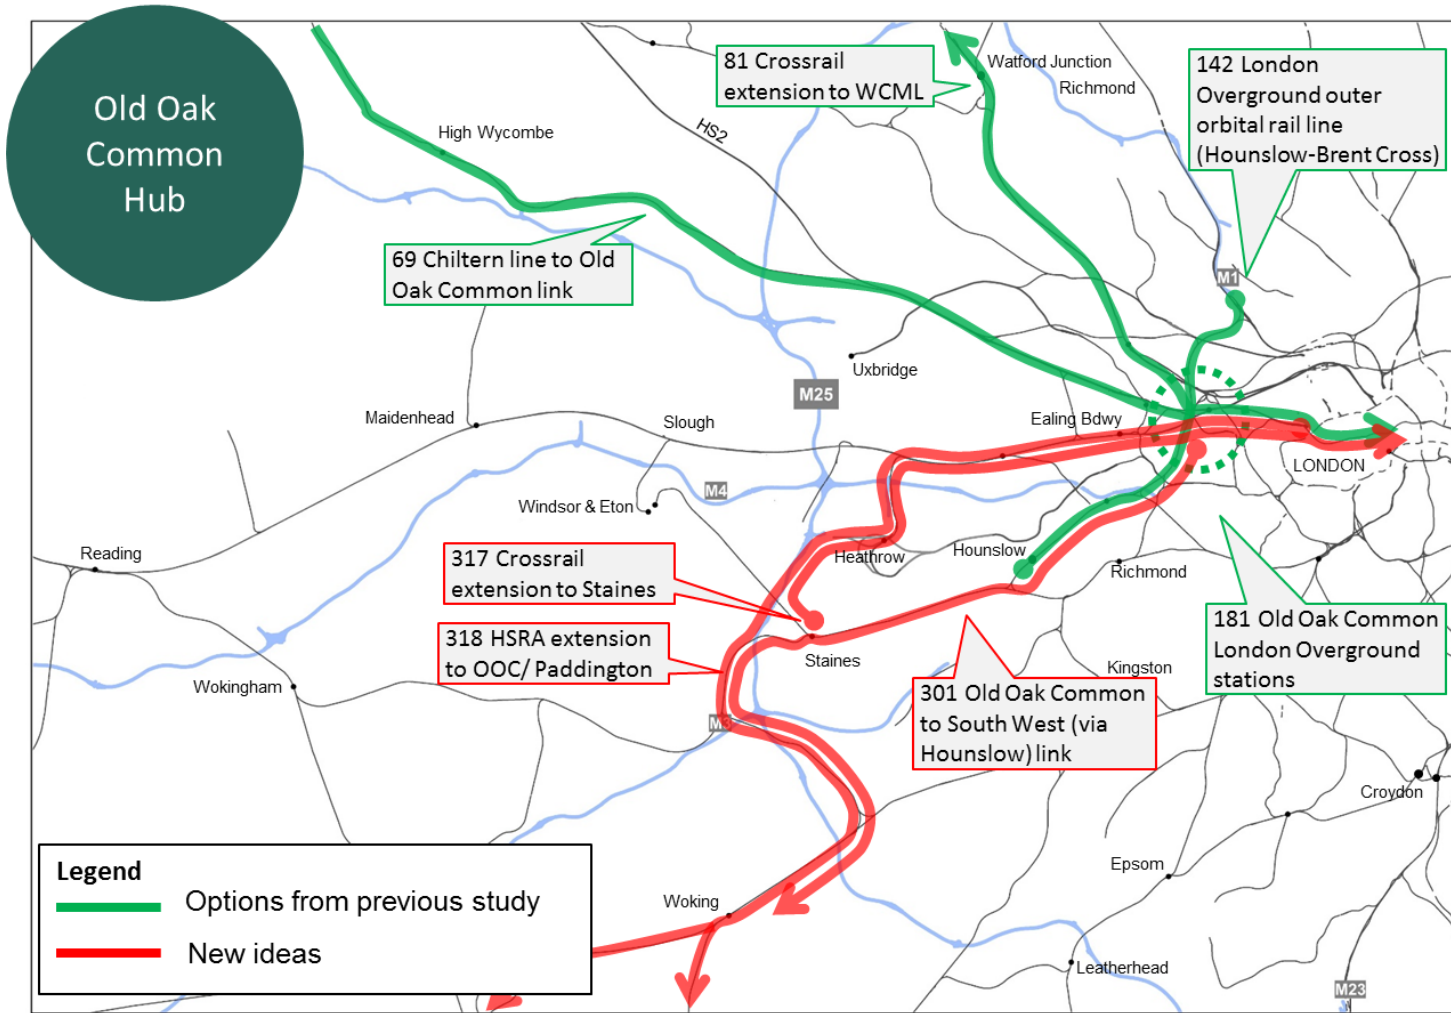 Old Oak
Common
Hub
81 Crossrail
extension to WCML
Watford Junction
Richmond
142 London
Overground outer
orbital rail line
(Hounslow-Brent Cross)
High Wycombe
HS2
69 Chiltern line to Old
Oak Common link
M1
Uxbridge
M25
Maidenhead
Slough
Ealing Bdwy
LONDON
M4
Windsor & Eton
Reading
Heathrow
Hounslow
Richmond
317 Crossrail
extension to Staines
318 HSRA extension
to OOC/ Paddington
Staines
181 Old Oak Common
London Overground
stations
Kingston
Wokingham
301 Old Oak Common
to South West (via
Hounslow) link
M3
Croydon
Epsom
Woking
Leatherhead
M23
Legend
Options from previous study
New ideas